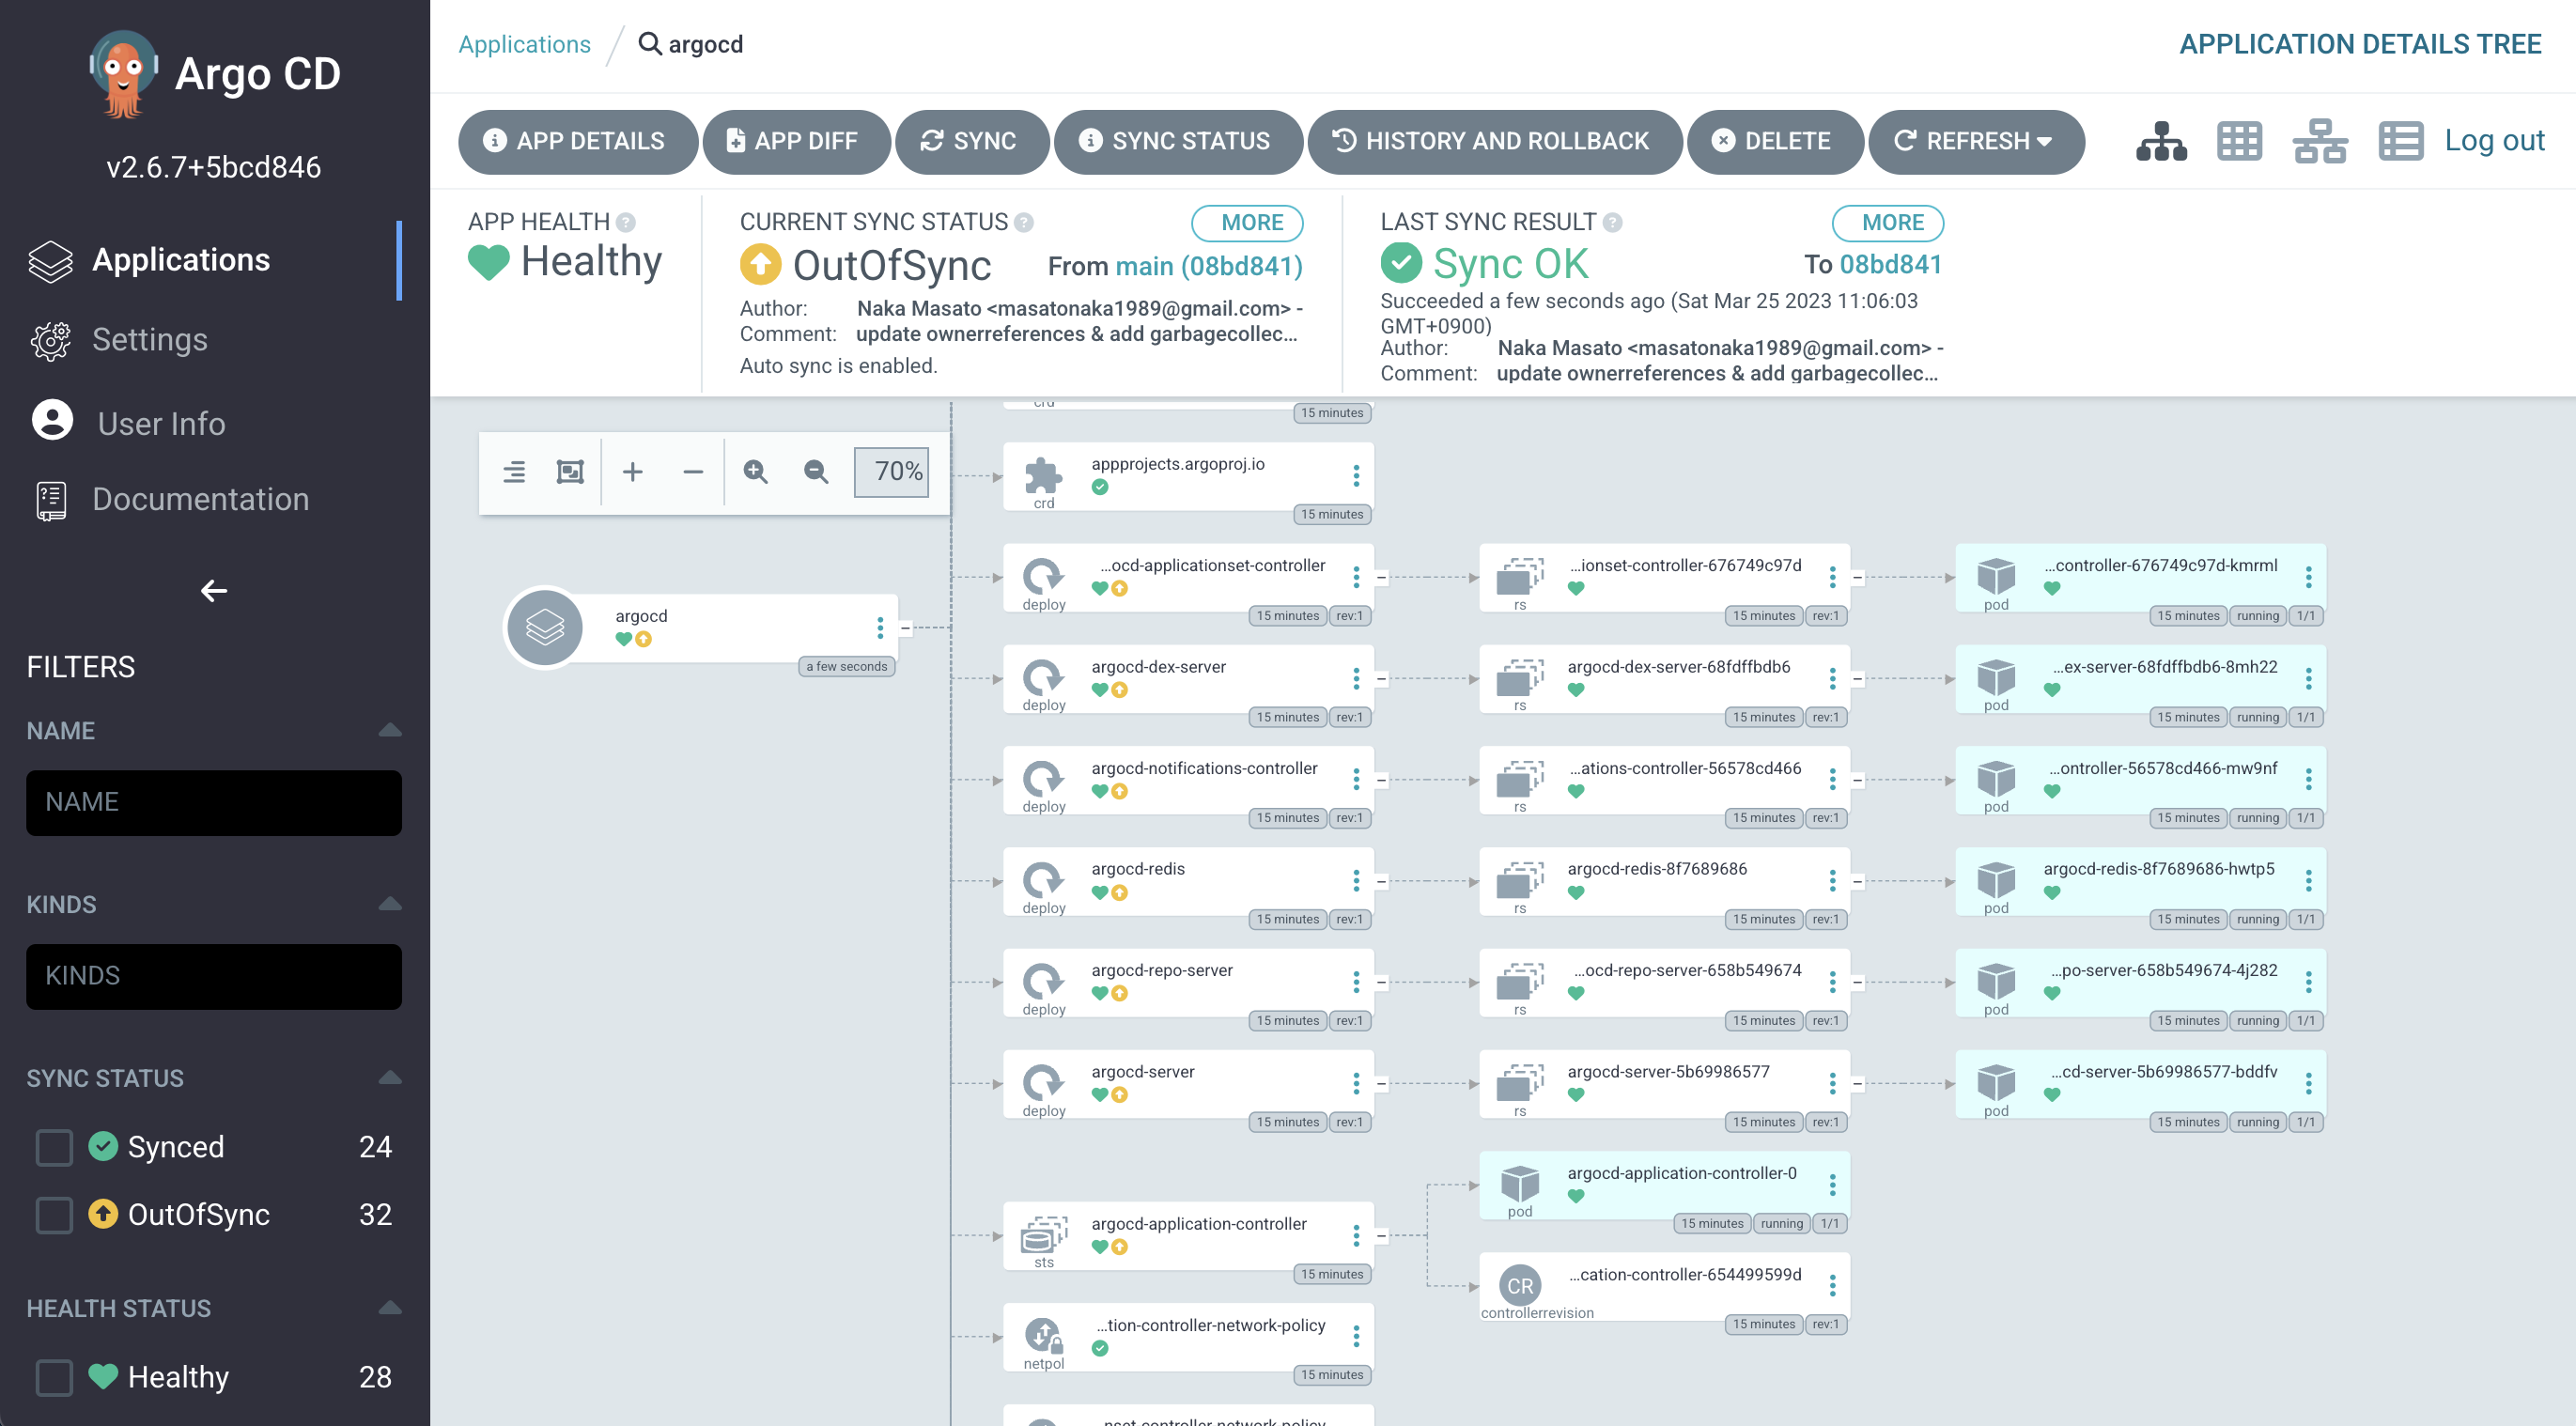 Argo CD
v2.6.7+5bcd846
Applications
Settings
User Info
Documentation
FILTERS
NAME
NAME
KINDS
KINDS
SYNC STATUS
Synced 24
OutOfSync 32
HEALTH STATUS
Healthy 28
Applications / argocd
APPLICATION DETAILS TREE
APP DETAILS APP DIFF SYNC SYNC STATUS HISTORY AND ROLLBACK DELETE REFRESH Log out
APP HEALTH
Healthy
CURRENT SYNC STATUS MORE
OutOfSync From main (08bd841)
Author: Naka Masato <masatonaka1989@gmail.com> -
Comment: update ownerreferences & add garbagecollec...
Auto sync is enabled.
LAST SYNC RESULT MORE
Sync OK To 08bd841
Succeeded a few seconds ago (Sat Mar 25 2023 11:06:03
GMT+0900)
Author: Naka Masato <masatonaka1989@gmail.com> -
Comment: update ownerreferences & add garbagecollec...
70%
argocd
a few seconds
crd
15 minutes
appprojects.argoproj.io
crd
15 minutes
...ocd-applicationset-controller
deploy
15 minutes rev:1
...ionset-controller-676749c97d
rs
15 minutes rev:1
...controller-676749c97d-kmrml
pod
15 minutes running 1/1
argocd-dex-server
deploy
15 minutes rev:1
argocd-dex-server-68fdffbdb6
rs
15 minutes rev:1
...ex-server-68fdffbdb6-8mh22
pod
15 minutes running 1/1
argocd-notifications-controller
deploy
15 minutes rev:1
...ations-controller-56578cd466
rs
15 minutes rev:1
...ontroller-56578cd466-mw9nf
pod
15 minutes running 1/1
argocd-redis
deploy
15 minutes rev:1
argocd-redis-8f7689686
rs
15 minutes rev:1
argocd-redis-8f7689686-hwtp5
pod
15 minutes running 1/1
argocd-repo-server
deploy
15 minutes rev:1
...ocd-repo-server-658b549674
rs
15 minutes rev:1
...po-server-658b549674-4j282
pod
15 minutes running 1/1
argocd-server
deploy
15 minutes rev:1
argocd-server-5b69986577
rs
15 minutes rev:1
...cd-server-5b69986577-bddfv
pod
15 minutes running 1/1
argocd-application-controller
sts
15 minutes
argocd-application-controller-0
pod
15 minutes running 1/1
CR
...cation-controller-654499599d
controllerrevision
15 minutes rev:1
...tion-controller-network-policy
netpol
15 minutes
...nset-controller-network-policy